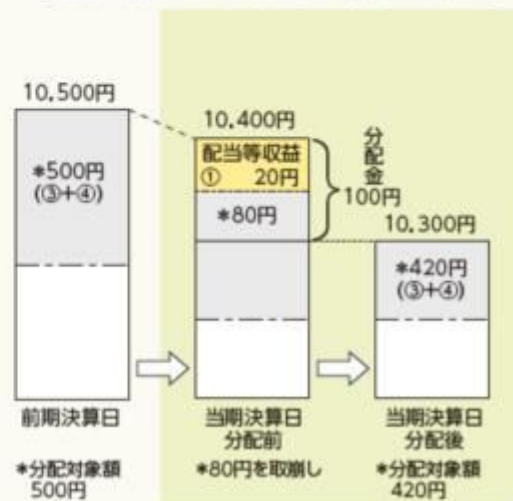 10,500円
*500円
(③+④)
10,400円
配当等収益
① 20円
*80円
分配金
100円
10,300円
*420円
(③+④)
前期決算日
当期決算日
分配前
当期決算日
分配後
*分配対象額
500円
*80円を取崩し
*分配対象額
420円